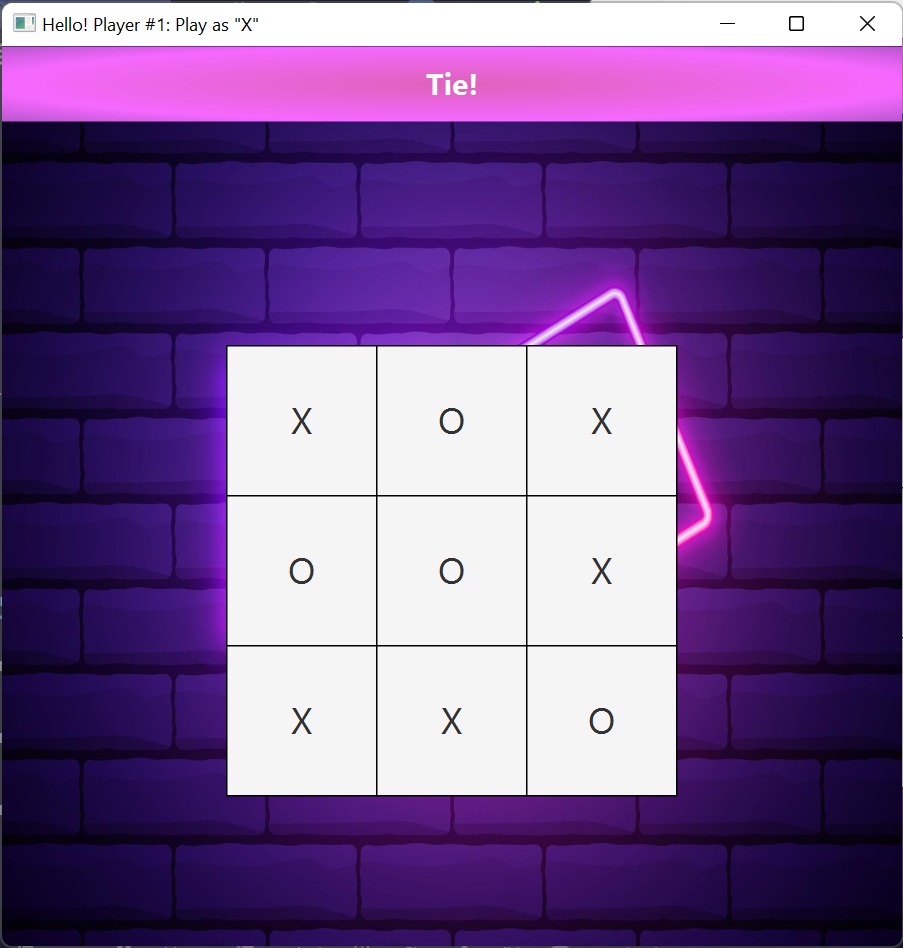 Hello! Player #1: Play as "X"
Tie!
X O X
O O X
X X O